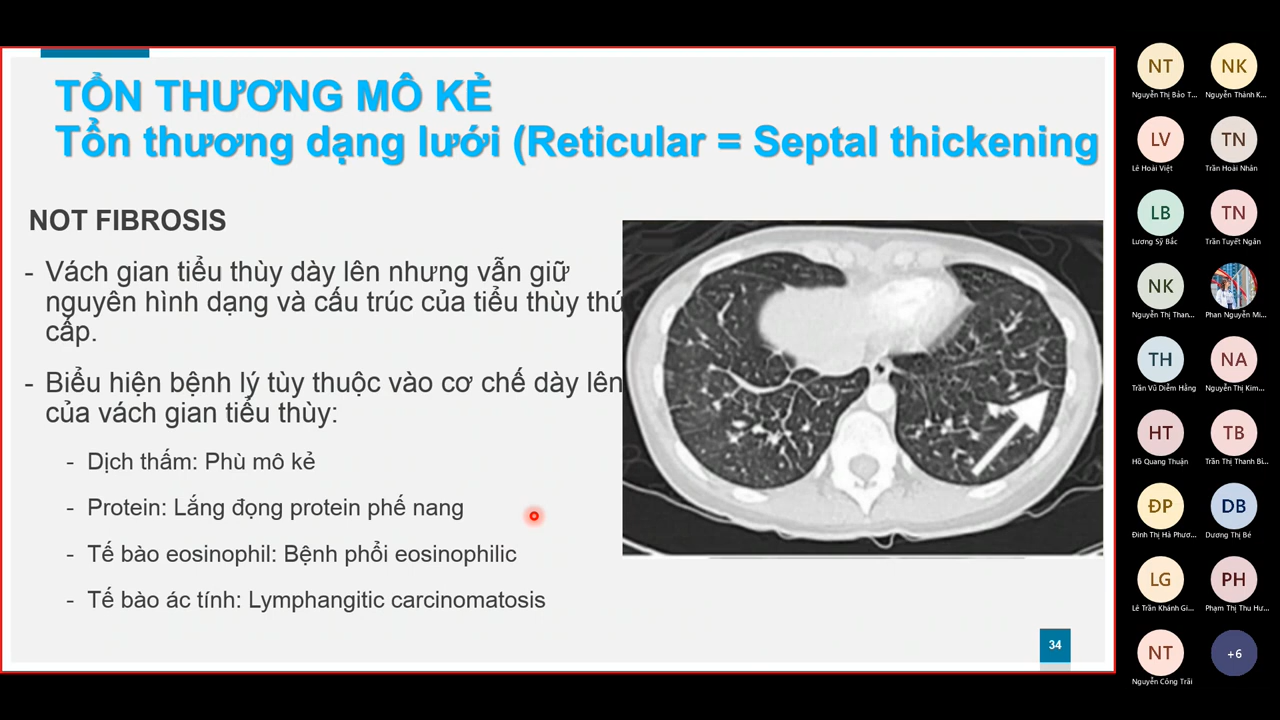 TỔN THƯƠNG MÔ KẺ
Tổn thương dạng lưới (Reticular = Septal thickening
NOT FIBROSIS
- Vách gian tiểu thùy dày lên nhưng vẫn giữ
nguyên hình dạng và cấu trúc của tiểu thùy thứ
cấp.
- Biểu hiện bệnh lý tùy thuộc vào cơ chế dày lên
của vách gian tiểu thùy:
- Dịch thấm: Phù mô kẻ
- Protein: Lắng đọng protein phế nang
- Tế bào eosinophil: Bệnh phổi eosinophilic
- Tế bào ác tính: Lymphangitic carcinomatosis
34
NT
NK
Nguyễn Thị Bảo T...
Nguyễn Thành K...
LV
TN
Lê Hoài Việt
Trần Hoài Nhân
LB
TN
Lương Sỹ Bắc
Trần Tuyết Ngân
NK
Nguyễn Thị Than...
Phan Nguyễn Mi...
TH
NA
Trần Vũ Diễm Hằng
Nguyễn Thị Kim...
HT
TB
Hồ Quang Thuận
Trần Thị Thanh Bi...
ĐP
DB
Đinh Thị Hà Phươ...
Dương Thị Bé
LG
PH
Lê Trần Khánh Gi...
Phạm Thị Thu Hư...
NT
+6
Nguyễn Công Trãi